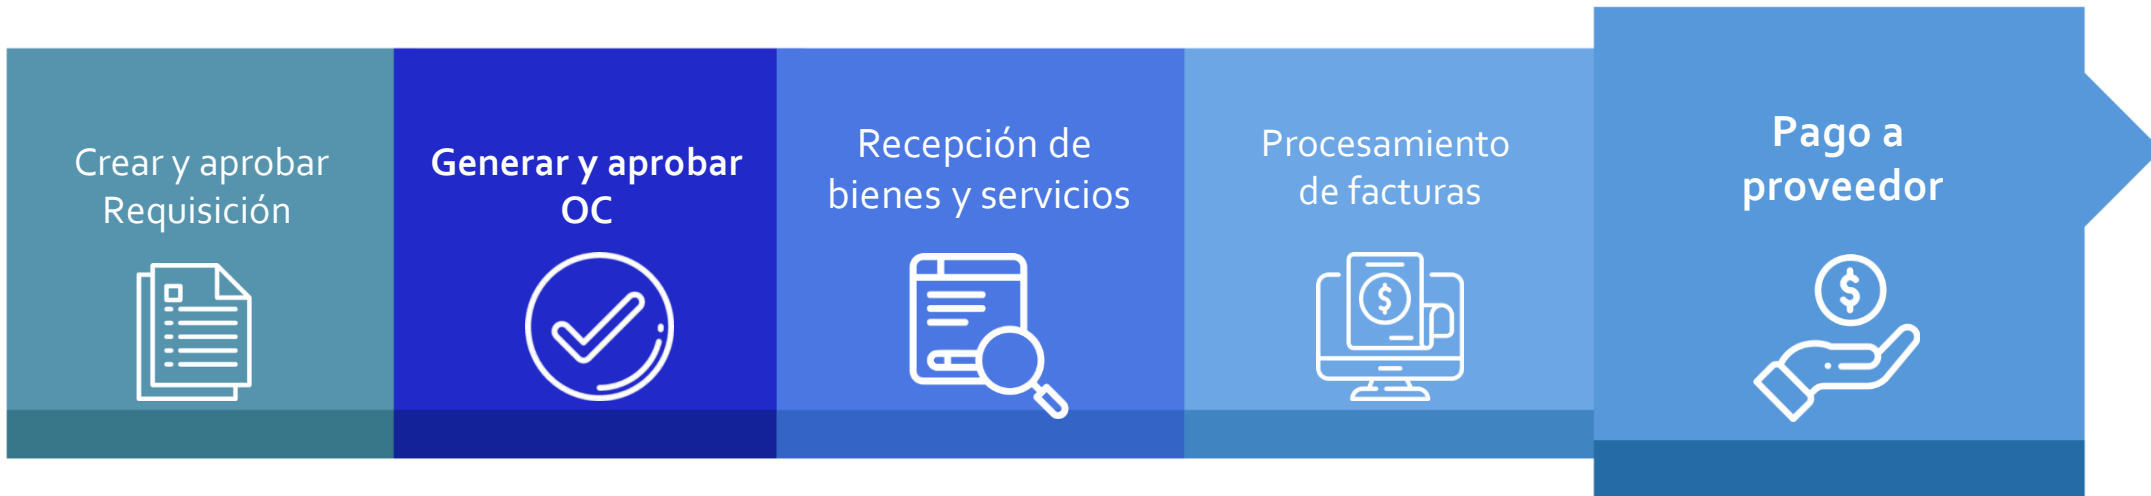 Crear y aprobar
Requisición
Generar y aprobar
OC
Recepción de
bienes y servicios
Procesamiento
de facturas
Pago a
proveedor
$
$